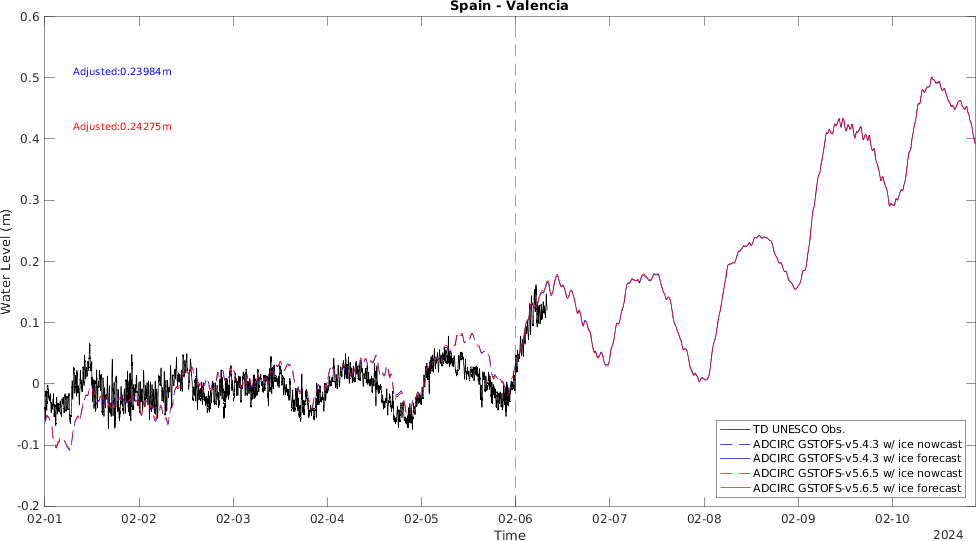 Spain - Valencia
0.6
0.5
0.4
0.3
0.2
0.1
0
-0.1
-0.2
Water Level (m)
Adjusted:0.23984m
Adjusted:0.24275m
TD UNESCO Obs.
ADCIRC GSTOFS-v5.4.3 w/ ice nowcast
ADCIRC GSTOFS-v5.4.3 w/ ice forecast
ADCIRC GSTOFS-v5.6.5 w/ ice nowcast
ADCIRC GSTOFS-v5.6.5 w/ ice forecast
02-01 02-02 02-03 02-04 02-05 02-06 02-07 02-08 02-09 02-10
Time
2024